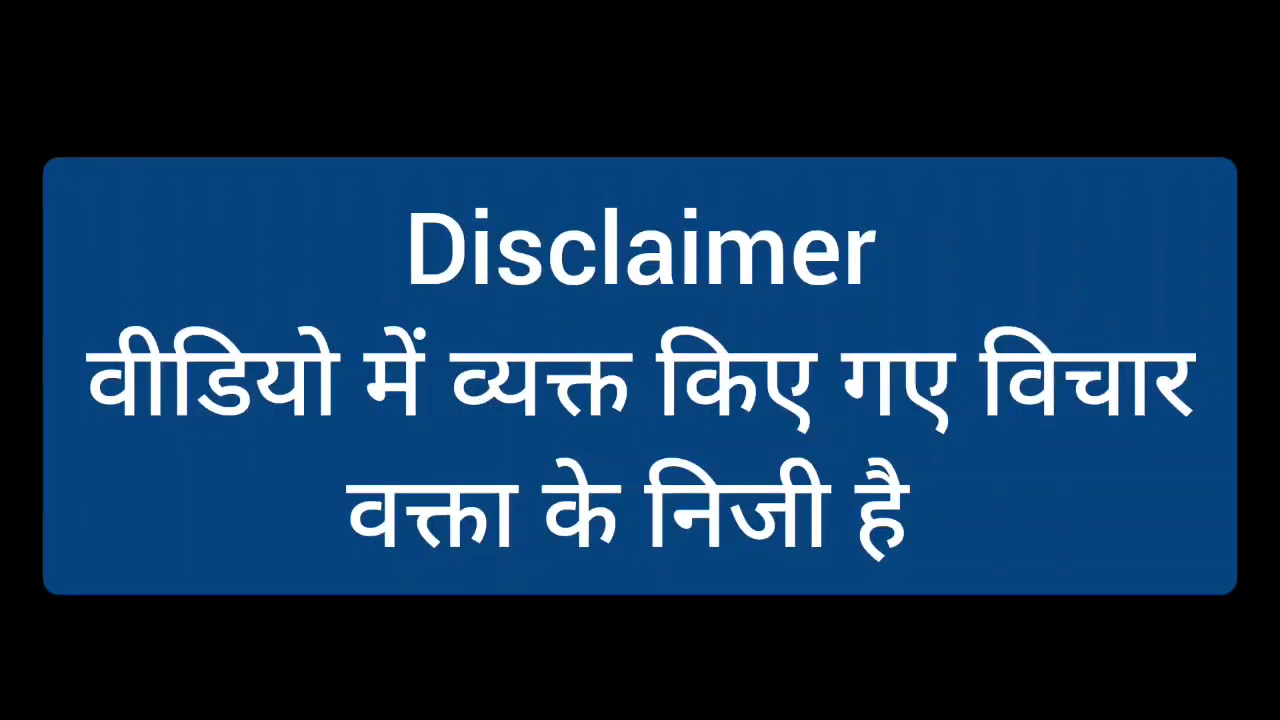 Disclaimer
वीडियो में व्यक्त किए गए विचार
वक्ता के निजी है